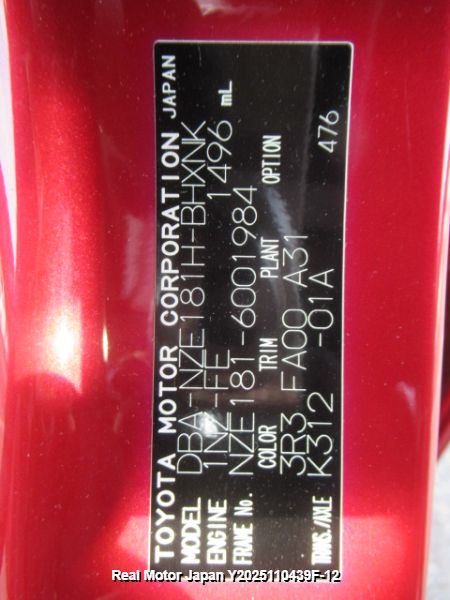 TOYOTA MOTOR CORPORATION JAPAN
MODEL DBA-NZE181H-BHXNK
ENGINE 1NZ-FE 1496 mL
FRAME No. NZE181-6001984
COLOR TRIM PLANT OPTION
3R3 FA00 A31 476
TRANS./AXLE K312 -01A
Real Motor Japan Y2025110439F-12